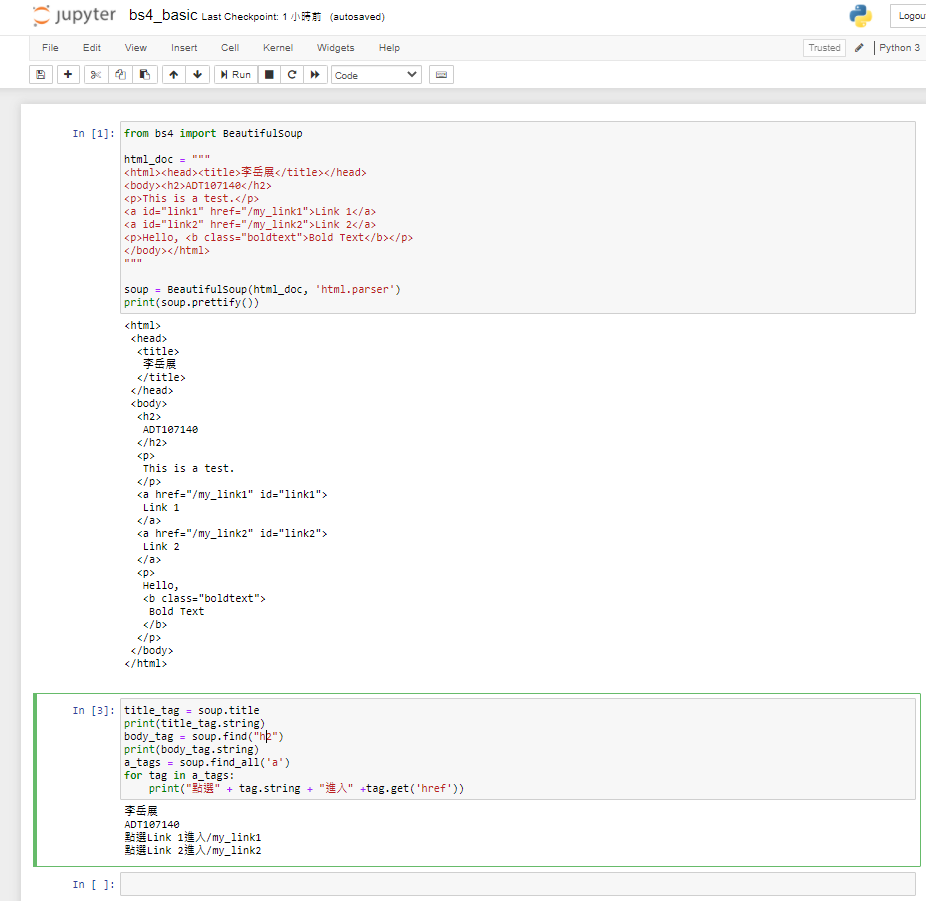 jupyter bs4_basic Last Checkpoint: 1 小時前 (autosaved)
Logou
File Edit View Insert Cell Kernel Widgets Help
Trusted Python 3
Run Code
In [1]: from bs4 import BeautifulSoup
html_doc = """
<html><head><title>李岳展</title></head>
<body><h2>ADT107140</h2>
<p>This is a test.</p>
<a id="link1" href="/my_link1">Link 1</a>
<a id="link2" href="/my_link2">Link 2</a>
<p>Hello, <b class="boldtext">Bold Text</b></p>
</body></html>
"""
soup = BeautifulSoup(html_doc, 'html.parser')
print(soup.prettify())
<html>
 <head>
  <title>
   李岳展
  </title>
 </head>
 <body>
  <h2>
   ADT107140
  </h2>
  <p>
   This is a test.
  </p>
  <a href="/my_link1" id="link1">
   Link 1
  </a>
  <a href="/my_link2" id="link2">
   Link 2
  </a>
  <p>
   Hello,
   <b class="boldtext">
    Bold Text
   </b>
  </p>
 </body>
</html>
In [3]: title_tag = soup.title
print(title_tag.string)
body_tag = soup.find("h2")
print(body_tag.string)
a_tags = soup.find_all('a')
for tag in a_tags:
    print("點選" + tag.string + "進入" +tag.get('href'))
李岳展
ADT107140
點選Link 1進入/my_link1
點選Link 2進入/my_link2
In [ ]: